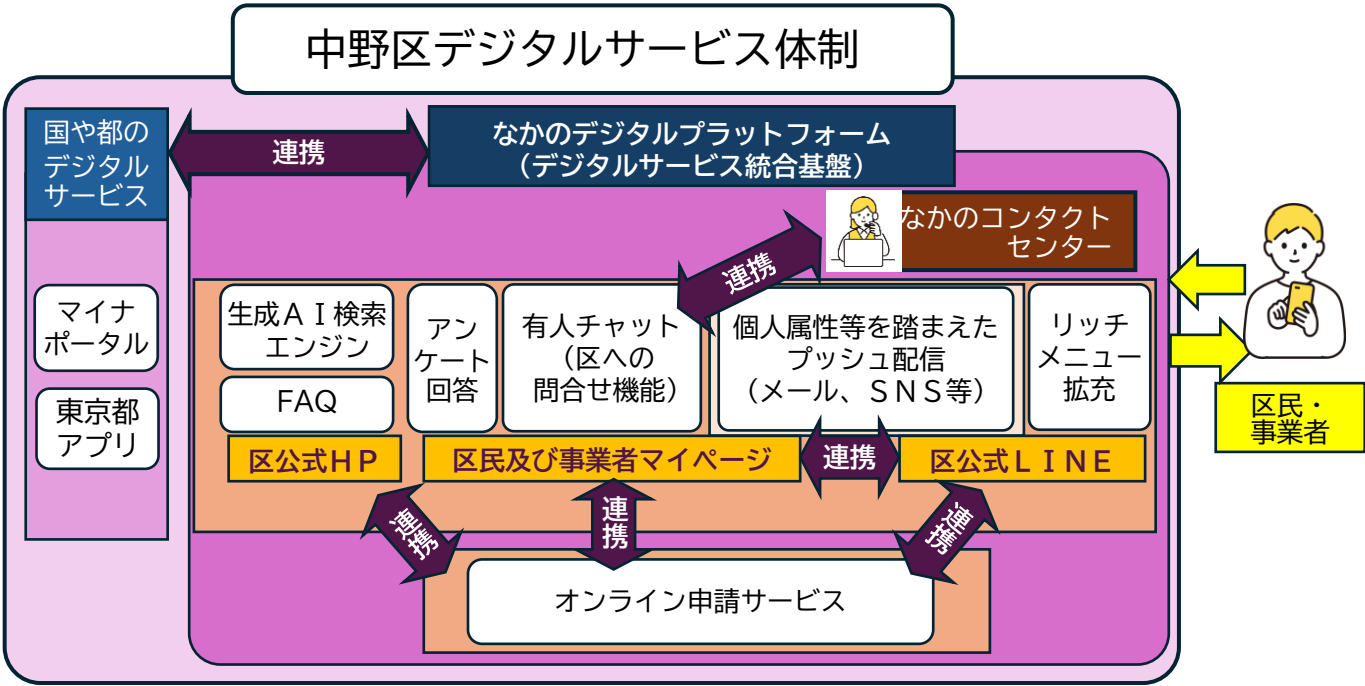 中野区デジタルサービス体制
国や都の
デジタル
サービス
連携
なかのデジタルプラットフォーム
（デジタルサービス統合基盤）
なかのコンタクト
センター
連携
マイナ
ポータル
東京都
アプリ
生成ＡＩ検索
エンジン
FAQ
アン
ケート
回答
有人チャット
（区への
問合せ機能）
個人属性等を踏まえた
プッシュ配信
（メール、ＳＮＳ等）
リッチ
メニュー
拡充
区公式ＨＰ
区民及び事業者マイページ
連携
区公式ＬＩＮＥ
連携
連携
連携
オンライン申請サービス
区民・
事業者